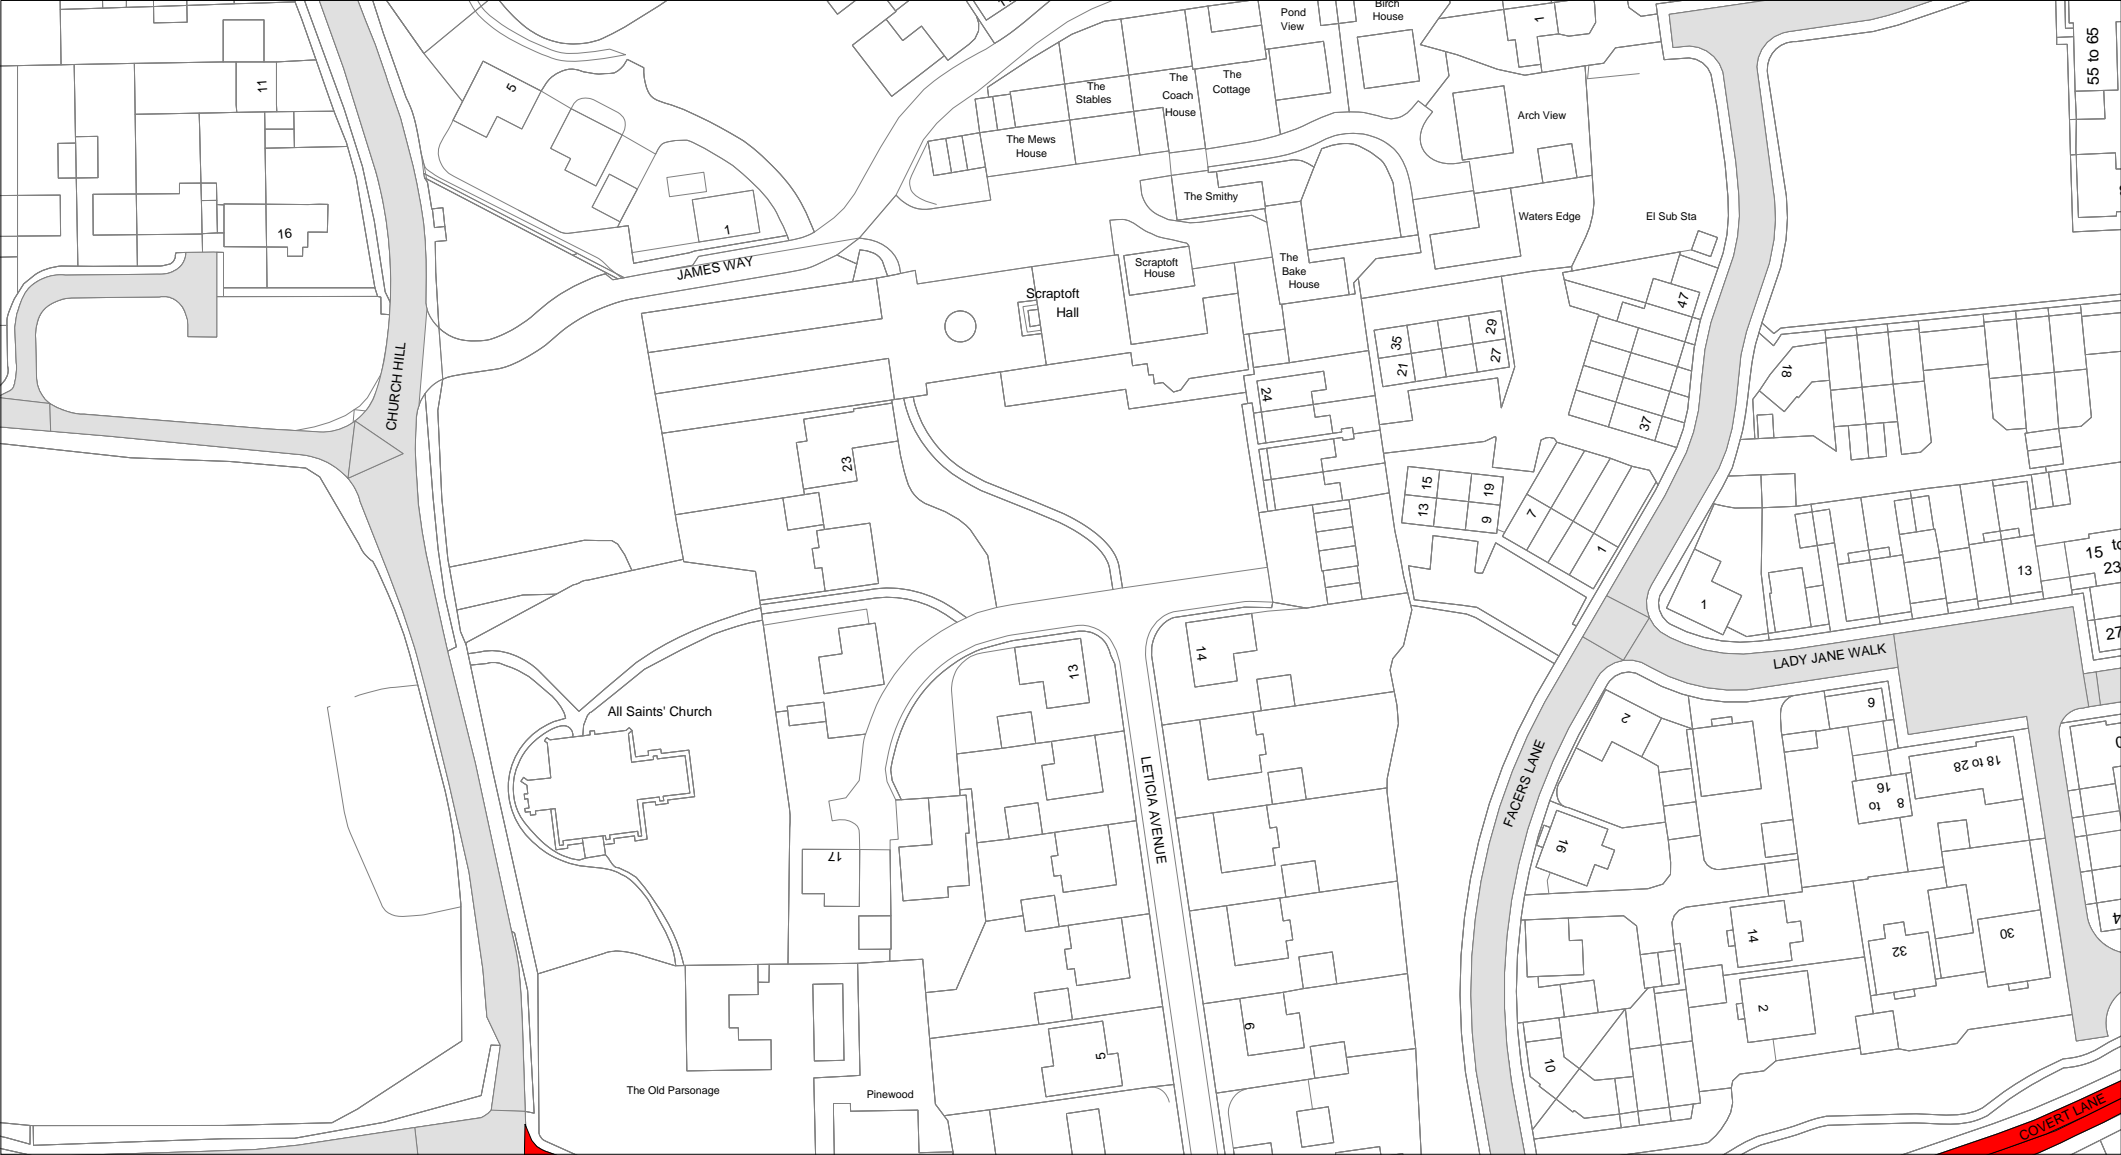 Pond
View
Birch
House
1
55 to 65
11
5
The
Stables
The
Coach
House
The
Cottage
Arch View
The Mews
House
The Smithy
Waters Edge
El Sub Sta
16
1
JAMES WAY
Scraptoft
House
The
Bake
House
Scraptoft
Hall
47
35
29
21
27
CHURCH HILL
24
18
37
23
15
19
13
9
7
1
13
15 to
23
1
27
14
13
LADY JANE WALK
All Saints' Church
2
6
18 to 28
8 to 16
LETICIA AVENUE
FACERS LANE
17
16
14
32
30
4
2
6
5
10
The Old Parsonage
Pinewood
COVERT LANE